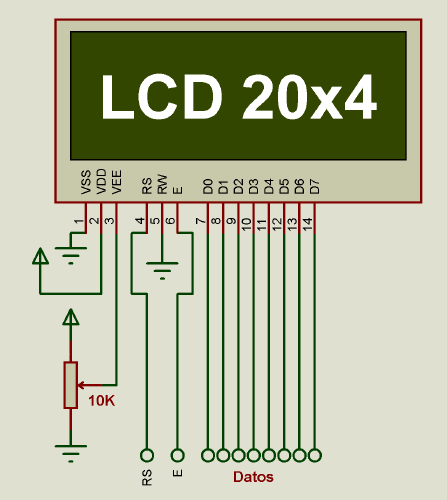 LCD 20x4
VSS VDD VEE RS RW E D0 D1 D2 D3 D4 D5 D6 D7
1 2 3 4 5 6 7 8 9 10 11 12 13 14
10K
RS E Datos